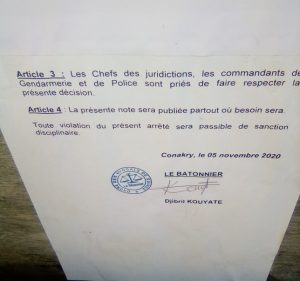 Article 3 : Les Chefs des juridictions, les commandants de
Gendarmerie et de Police sont priés de faire respecter la
présente décision.
Article 4 : La présente note sera publiée partout où besoin sera.
Toute violation du présent arrêté sera passible de sanction
disciplinaire.
Conakry, le 05 novembre 2020
LE BATONNIER
Djibril KOUYATE